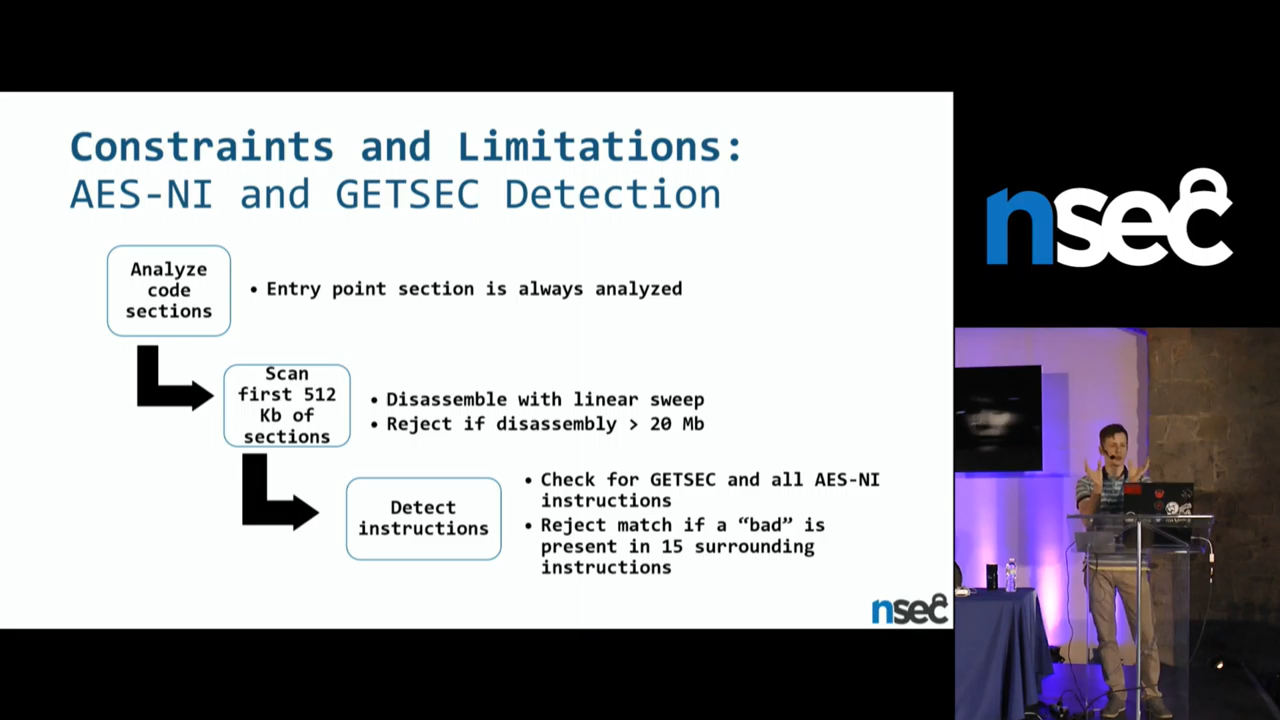 Constraints and Limitations:
AES-NI and GETSEC Detection
Analyze
code
sections
• Entry point section is always analyzed
Scan
first 512
Kb of
sections
• Disassemble with linear sweep
• Reject if disassembly > 20 Mb
Detect
instructions
• Check for GETSEC and all AES-NI
instructions
• Reject match if a “bad” is
present in 15 surrounding
instructions
nsec
nsec